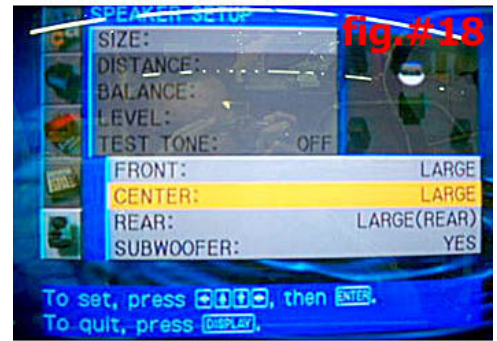 SPEAKER SETUP
fig.#18
SIZE:
DISTANCE:
BALANCE:
LEVEL:
TEST TONE: OFF
FRONT: LARGE
CENTER: LARGE
REAR: LARGE(REAR)
SUBWOOFER: YES
To set, press , then ENTER.
To quit, press DISPLAY.